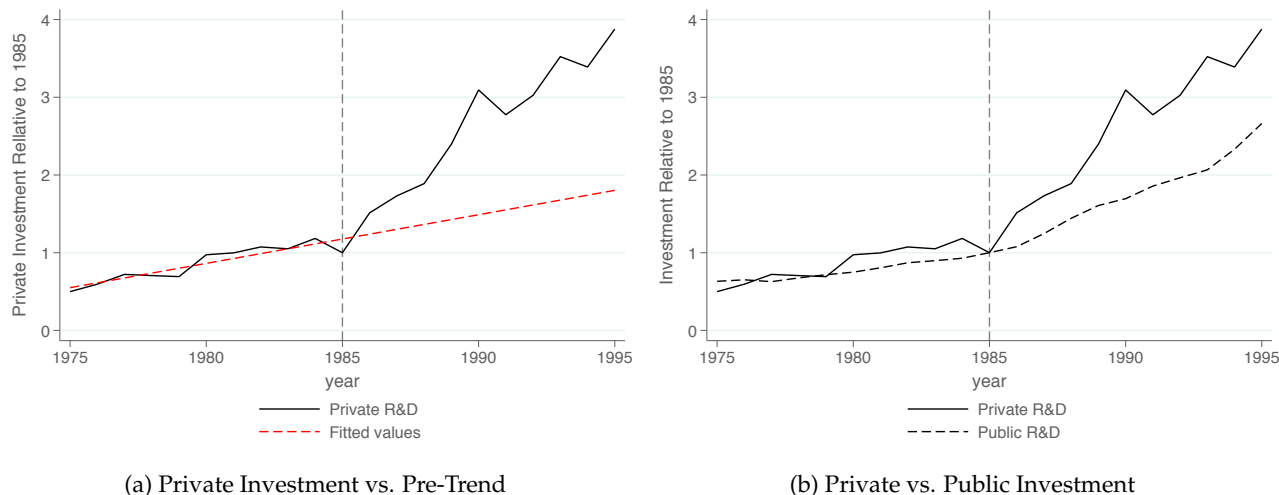 Private Investment Rellative to 1985
4
3
2
1
0
1975
1980
1985
1990
1995
year
Private R&D
Fitted values
(a) Private Investment vs. Pre-Trend
Investment Relative to 1985
4
3
2
1
0
1975
1980
1985
1990
1995
year
Private R&D
Public R&D
(b) Private vs. Public Investment